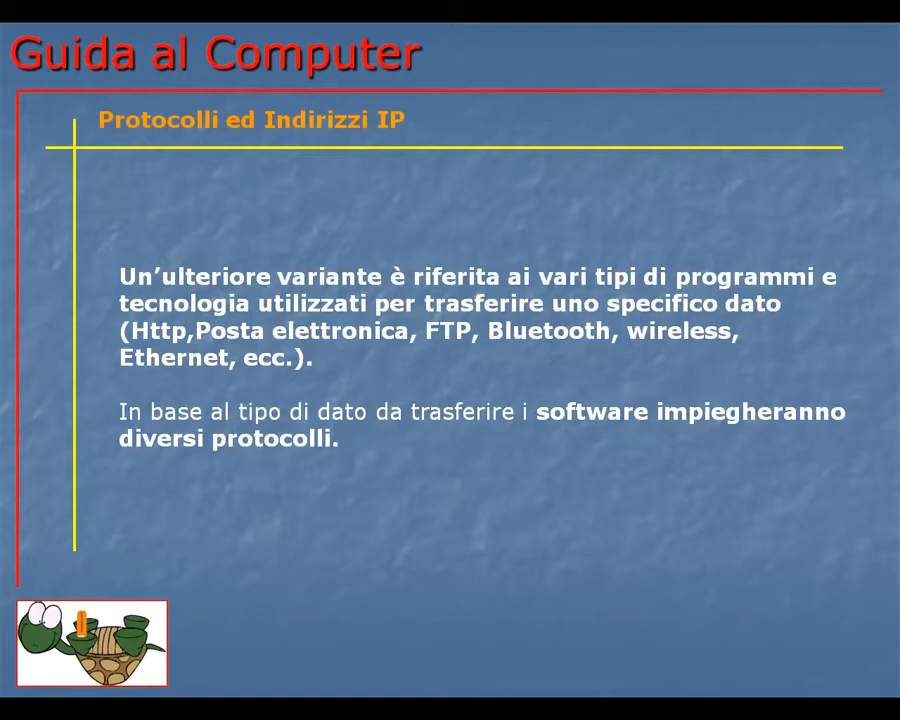 Guida al Computer
Protocolli ed Indirizzi IP
Un’ulteriore variante è riferita ai vari tipi di programmi e
tecnologia utilizzati per trasferire uno specifico dato
(Http,Posta elettronica, FTP, Bluetooth, wireless,
Ethernet, ecc.).
In base al tipo di dato da trasferire i software impiegheranno
diversi protocolli.